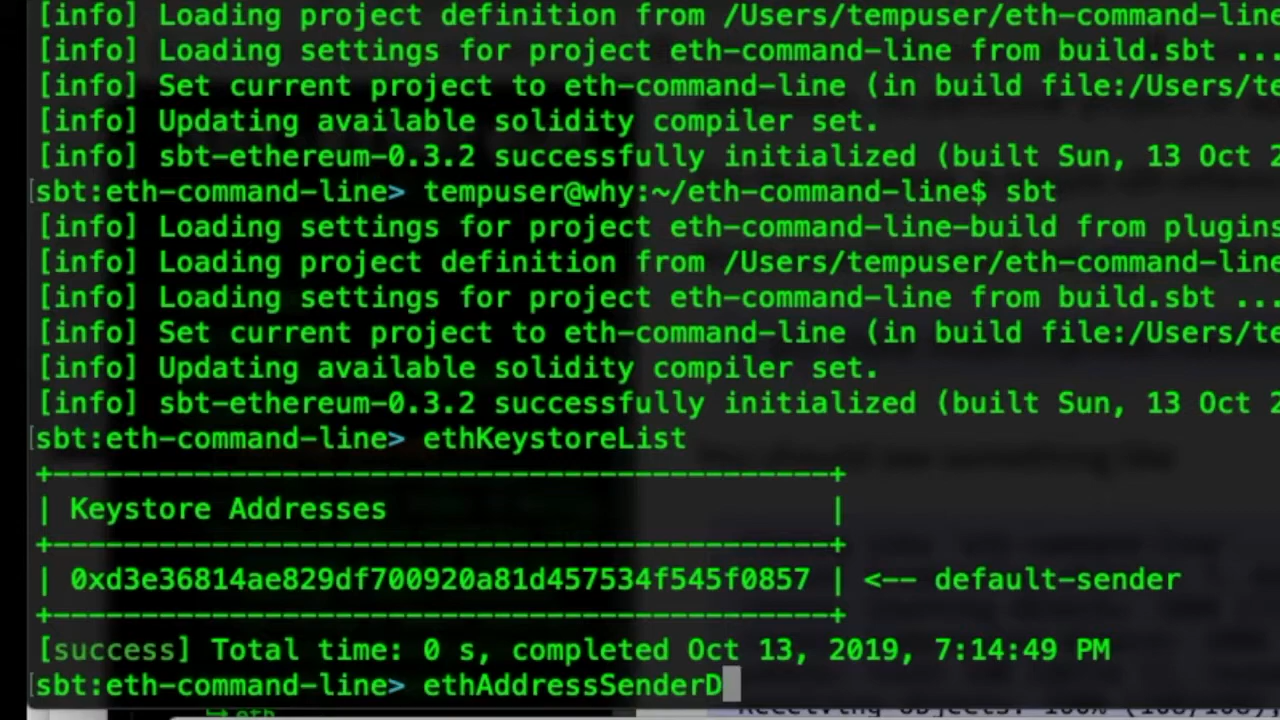 [info] Loading project definition from /Users/tempuser/eth-command-line
[info] Loading settings for project eth-command-line from build.sbt ...
[info] Set current project to eth-command-line (in build file:/Users/te
[info] Updating available solidity compiler set.
[info] sbt-ethereum-0.3.2 successfully initialized (built Sun, 13 Oct 2
sbt:eth-command-line> tempuser@why:~/eth-command-line$ sbt
[info] Loading settings for project eth-command-line-build from plugins
[info] Loading project definition from /Users/tempuser/eth-command-line
[info] Loading settings for project eth-command-line from build.sbt ...
[info] Set current project to eth-command-line (in build file:/Users/te
[info] Updating available solidity compiler set.
[info] sbt-ethereum-0.3.2 successfully initialized (built Sun, 13 Oct 2
sbt:eth-command-line> ethKeystoreList
+--------------------------------------------+
| Keystore Addresses |
+--------------------------------------------+
| 0xd3e36814ae829df700920a81d457534f545f0857 | <-- default-sender
+--------------------------------------------+
[success] Total time: 0 s, completed Oct 13, 2019, 7:14:49 PM
sbt:eth-command-line> ethAddressSenderD